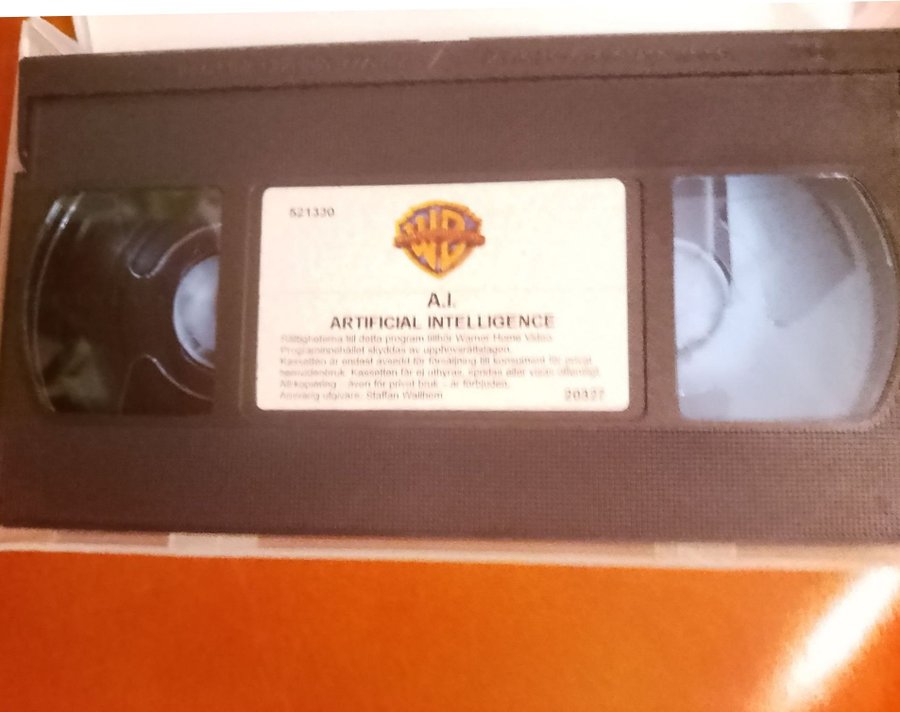 521330
WB
A.I.
ARTIFICIAL INTELLIGENCE
Rättigheterna till detta program tillhör Warner Home Video.
Programinnehållet skyddas av upphovsrättslagen.
Kassetten är endast avsedd för försäljning till konsument för privat
hemvideobruk. Kassetten får ej uthyras, spridas eller visas offentligt.
All kopiering - även för privat bruk - är förbjuden.
Ansvarig utgivare: Staffan Wallhem
20327